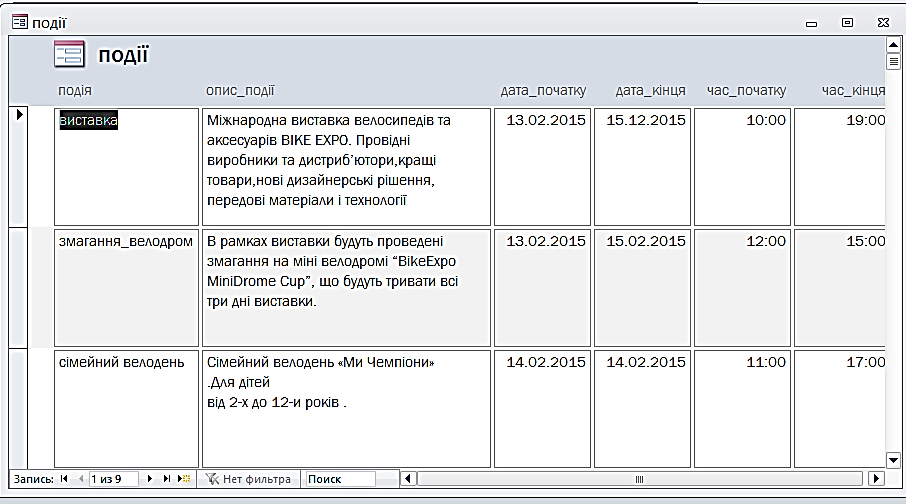 події
події
подія опис_події дата_початку дата_кінця час_початку час_кінця
виставка Міжнародна виставка велосипедів та 13.02.2015 15.12.2015 10:00 19:00
аксесуарів BIKE EXPO. Провідні
виробники та дистриб’ютори,кращі
товари,нові дизайнерські рішення,
передові матеріали і технології
змагання_велодром В рамках виставки будуть проведені 13.02.2015 15.02.2015 12:00 15:00
змагання на міні велодромі “BikeExpo
MiniDrome Cup”, що будуть тривати всі
три дні виставки.
сімейний велодень Сімейний велодень «Ми Чемпіони» 14.02.2015 14.02.2015 11:00 17:00
.Для дітей
від 2-х до 12-и років .
Запись: 1 из 9 Нет фильтра Поиск